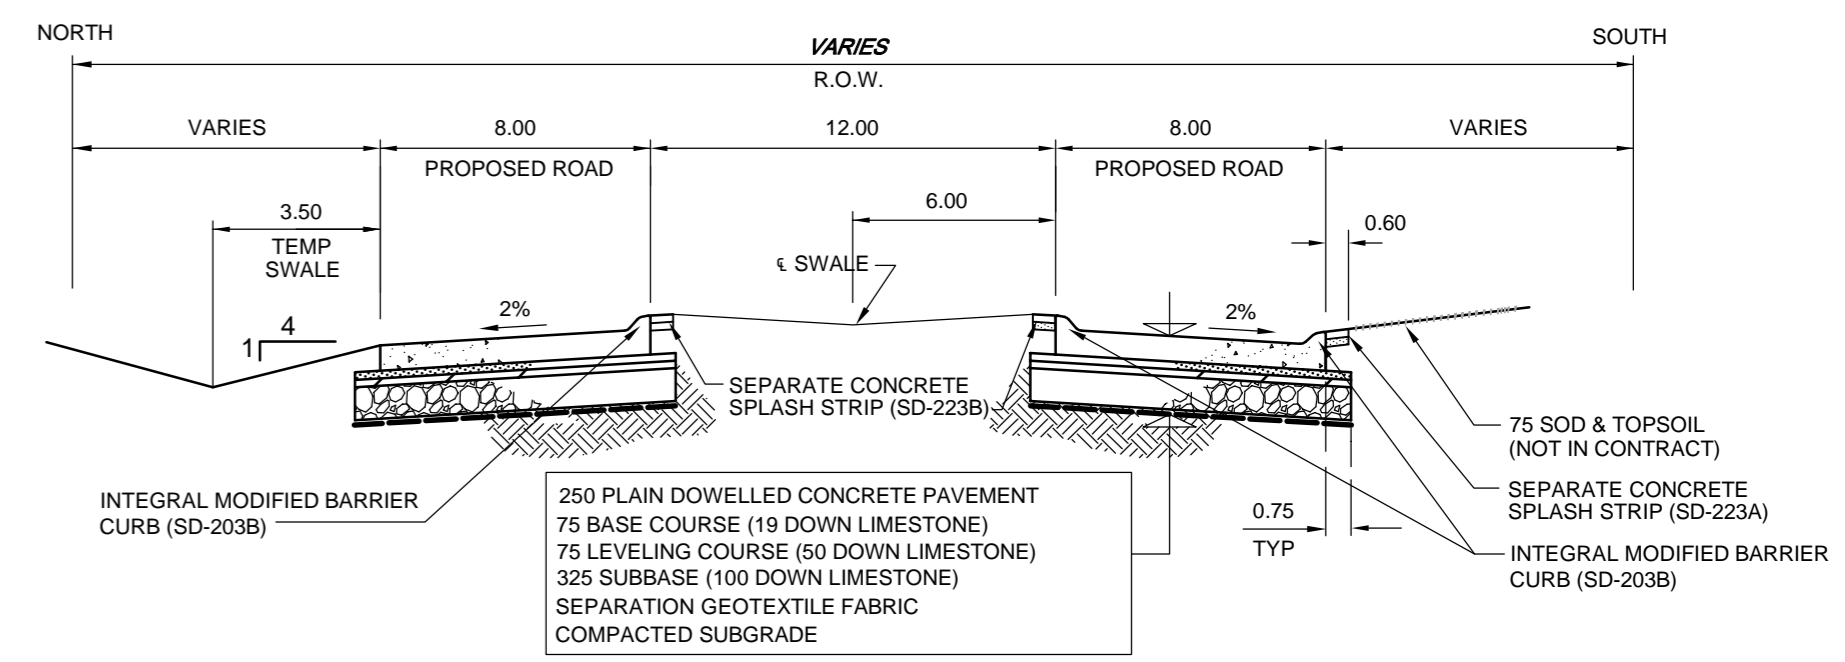 NORTH
VARIES
SOUTH
R.O.W.
VARIES
8.00
12.00
8.00
VARIES
PROPOSED ROAD
PROPOSED ROAD
3.50
TEMP
SWALE
6.00
0.60
℄ SWALE
2%
2%
4
1
SEPARATE CONCRETE
SPLASH STRIP (SD-223B)
75 SOD & TOPSOIL
(NOT IN CONTRACT)
INTEGRAL MODIFIED BARRIER
CURB (SD-203B)
250 PLAIN DOWELLED CONCRETE PAVEMENT
75 BASE COURSE (19 DOWN LIMESTONE)
75 LEVELING COURSE (50 DOWN LIMESTONE)
325 SUBBASE (100 DOWN LIMESTONE)
SEPARATION GEOTEXTILE FABRIC
COMPACTED SUBGRADE
0.75
TYP
SEPARATE CONCRETE
SPLASH STRIP (SD-223A)
INTEGRAL MODIFIED BARRIER
CURB (SD-203B)